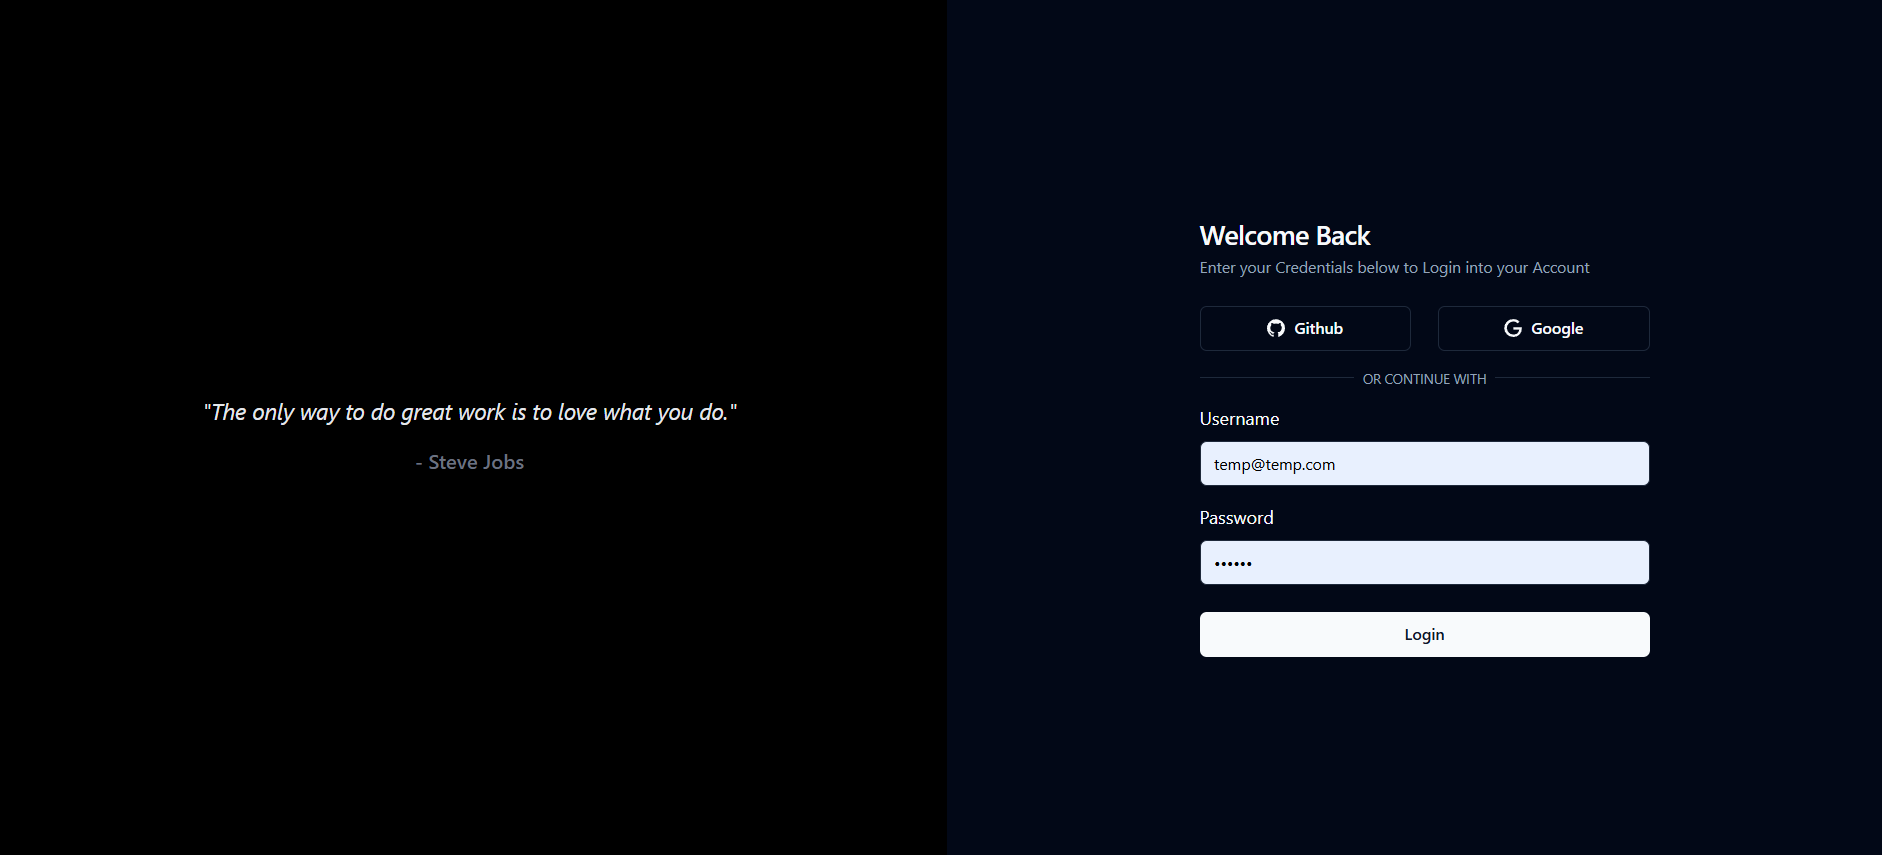 "The only way to do great work is to love what you do."
- Steve Jobs
Welcome Back
Enter your Credentials below to Login into your Account
Github
Google
OR CONTINUE WITH
Username
temp@temp.com
Password
••••••
Login